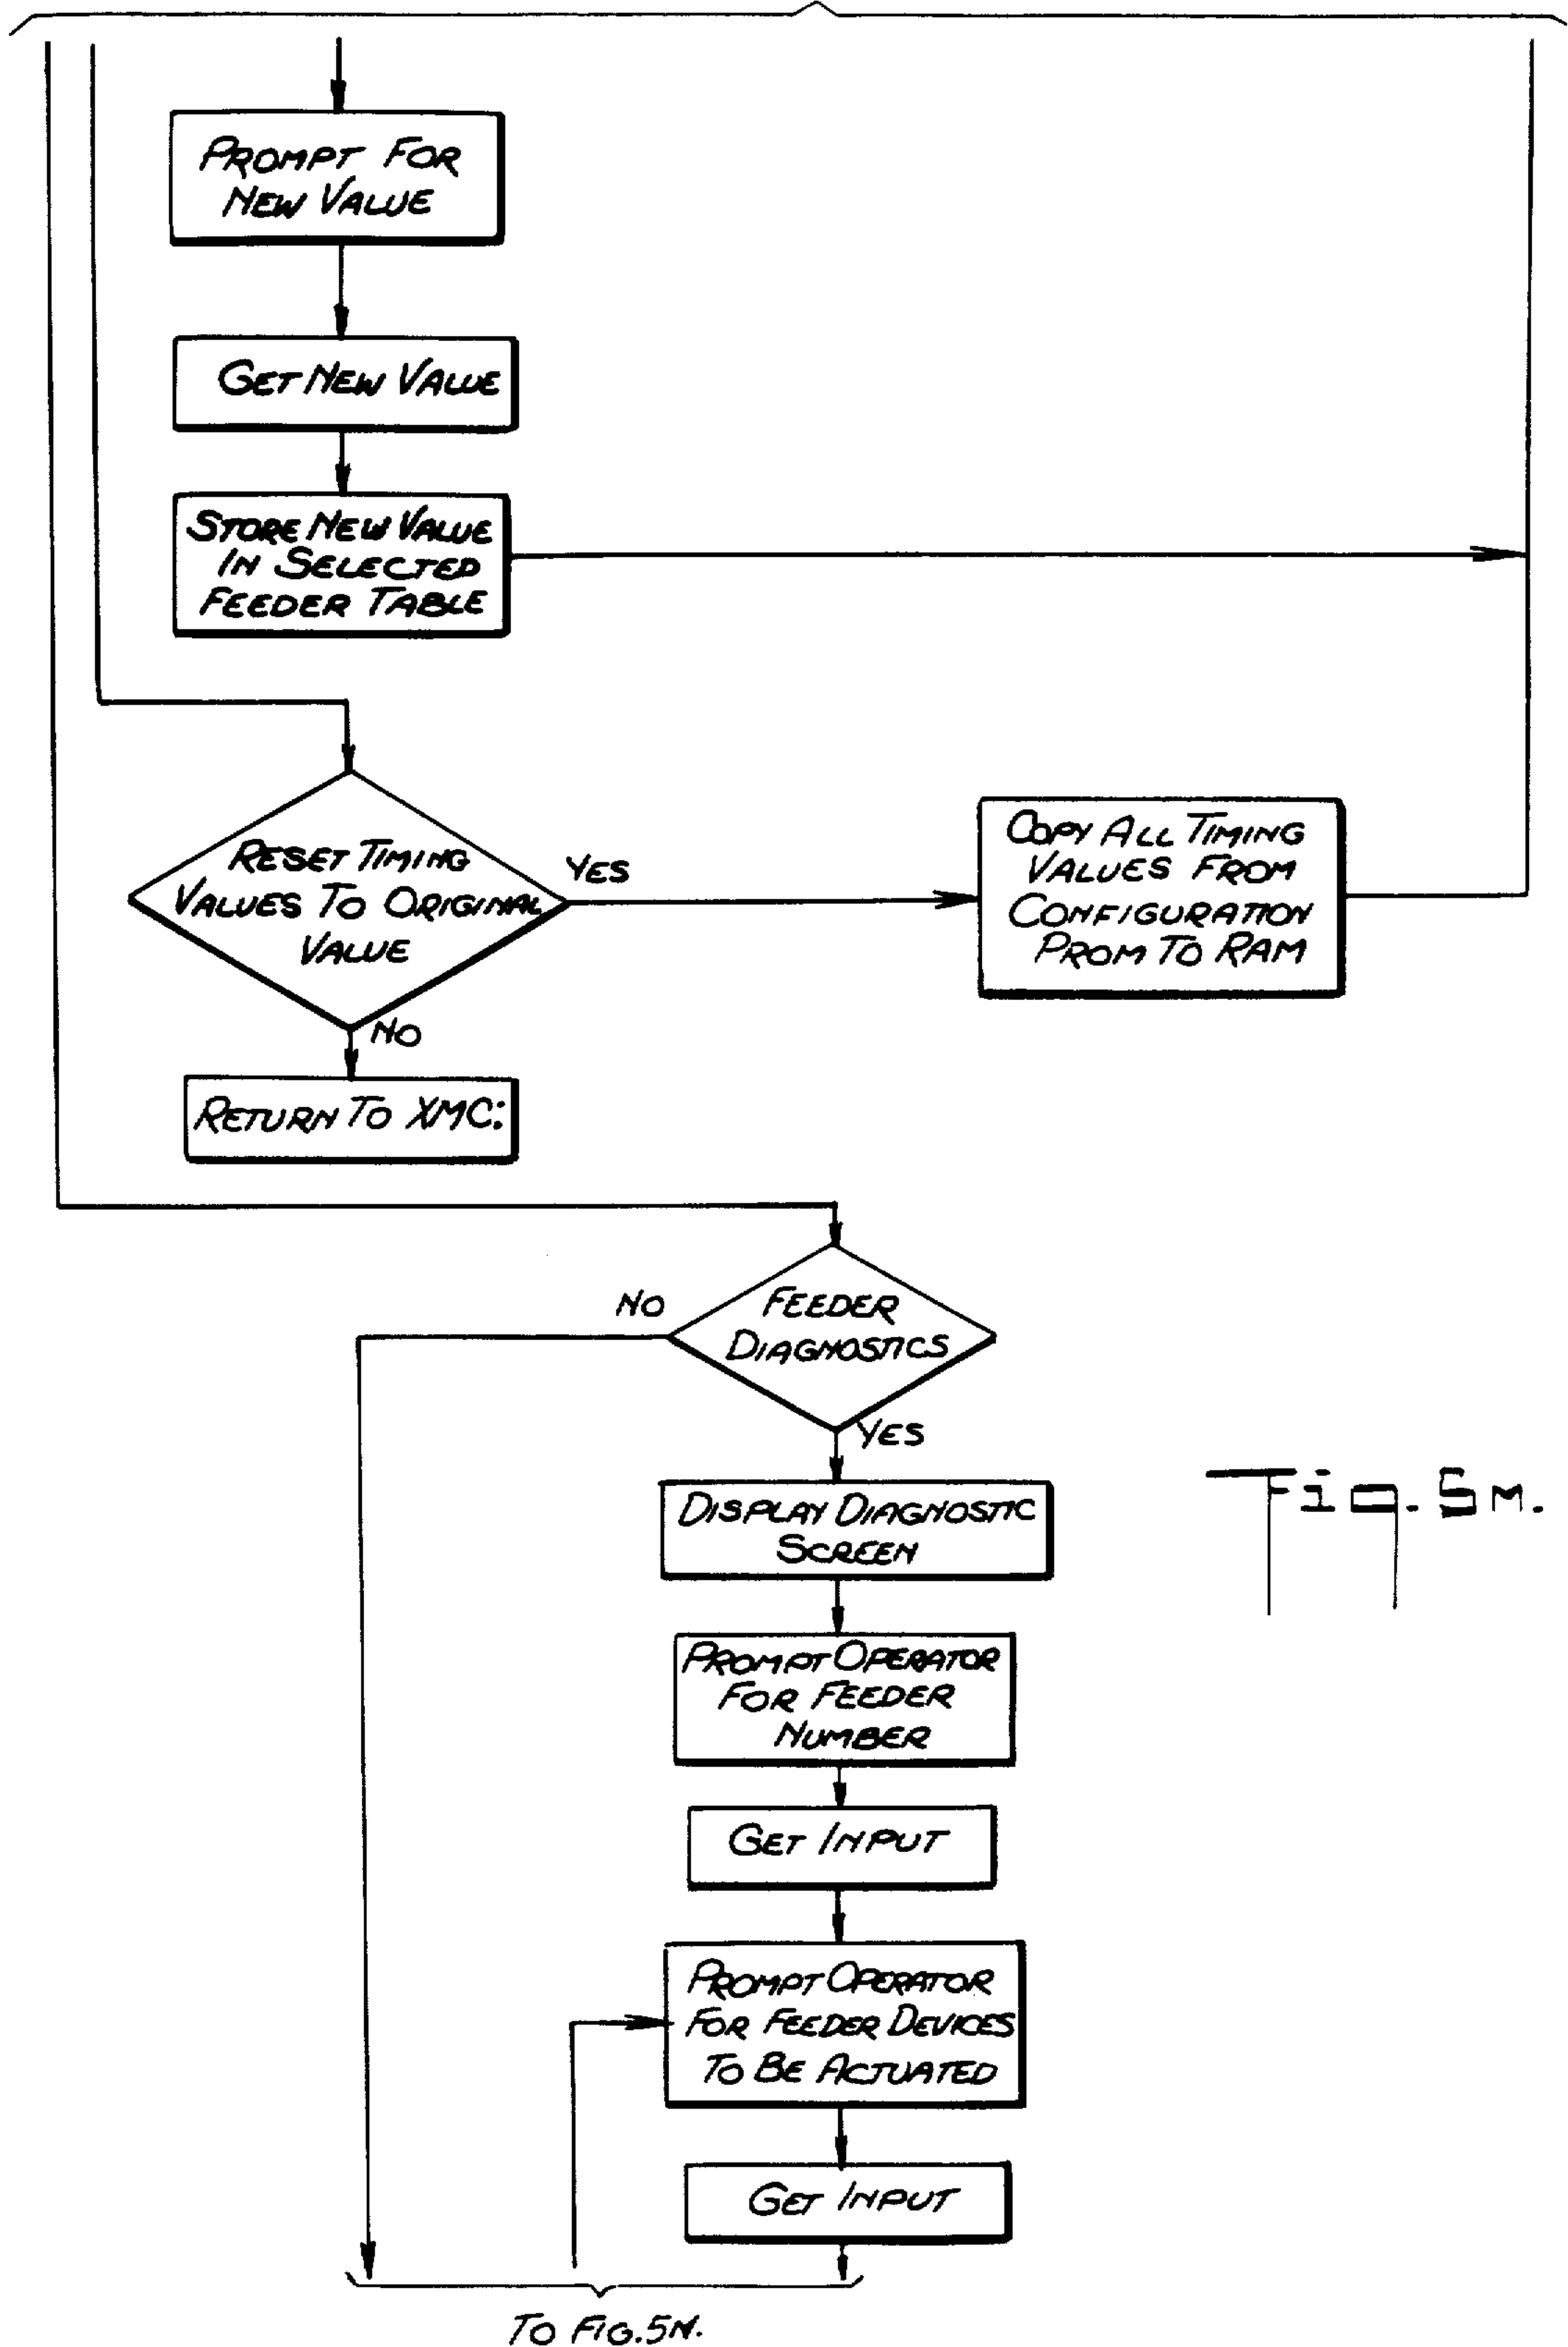 PROMPT FOR
NEW VALUE
GET NEW VALUE
STORE NEW VALUE
IN SELECTED
FEEDER TABLE
RESET TIMING
VALUES TO ORIGINAL
VALUE
YES
COPY ALL TIMING
VALUES FROM
CONFIGURATION
PROM TO RAM
NO
RETURN TO XMC:
NO
FEEDER
DIAGNOSTICS
YES
DISPLAY DIAGNOSTIC
SCREEN
Fig. 5M.
PROMPT OPERATOR
FOR FEEDER
NUMBER
GET INPUT
PROMPT OPERATOR
FOR FEEDER DEVICES
TO BE ACTUATED
GET INPUT
TO FIG.5N.